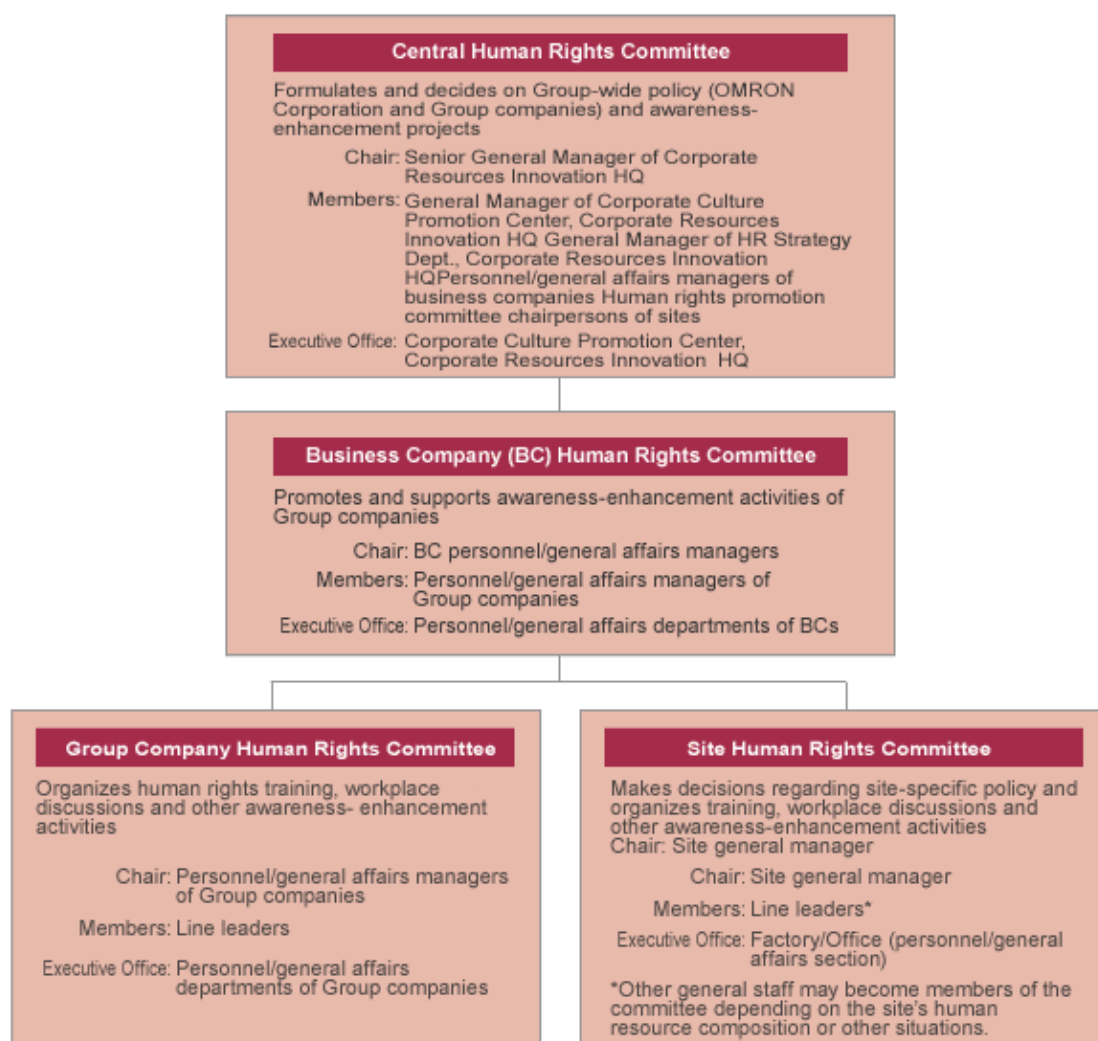 Central Human Rights Committee
Formulates and decides on Group-wide policy (OMRON
Corporation and Group companies) and awareness-
enhancement projects
Chair: Senior General Manager of Corporate
Resources Innovation HQ
Members: General Manager of Corporate Culture
Promotion Center, Corporate Resources
Innovation HQ General Manager of HR Strategy
Dept., Corporate Resources Innovation
HQPersonnel/general affairs managers of
business companies Human rights promotion
committee chairpersons of sites
Executive Office: Corporate Culture Promotion Center,
Corporate Resources Innovation HQ
Business Company (BC) Human Rights Committee
Promotes and supports awareness-enhancement activities of
Group companies
Chair: BC personnel/general affairs managers
Members: Personnel/general affairs managers of
Group companies
Executive Office: Personnel/general affairs departments of BCs
Group Company Human Rights Committee
Organizes human rights training, workplace
discussions and other awareness- enhancement
activities
Chair: Personnel/general affairs managers
of Group companies
Members: Line leaders
Executive Office: Personnel/general affairs
departments of Group companies
Site Human Rights Committee
Makes decisions regarding site-specific policy and
organizes training, workplace discussions and
other awareness-enhancement activities
Chair: Site general manager
Chair: Site general manager
Members: Line leaders*
Executive Office: Factory/Office (personnel/general
affairs section)
*Other general staff may become members of the
committee depending on the site's human
resource composition or other situations.